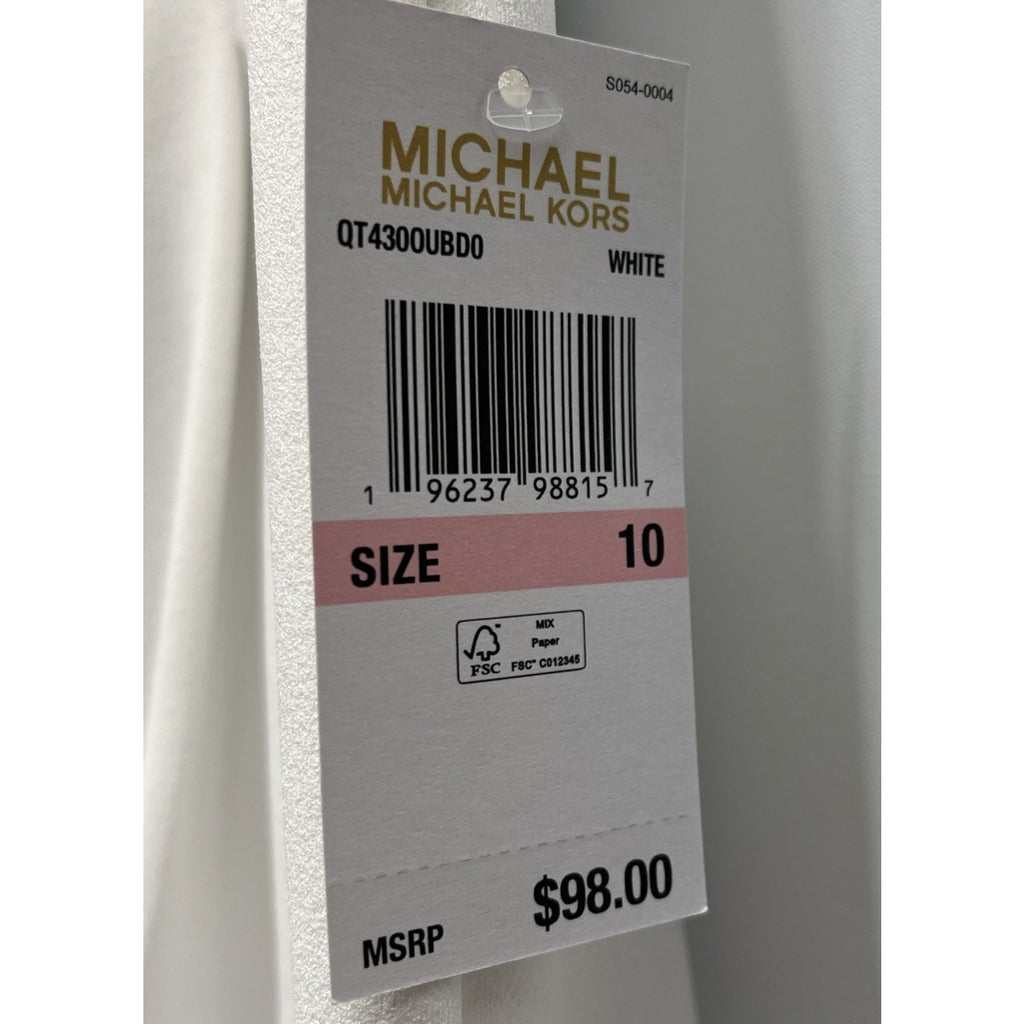 S054-0004
MICHAEL
MICHAEL KORS
QT4300UBD0
WHITE
1 96237 98815 7
SIZE 10
MIX
Paper
FSC™ FSC™ C012345
$98.00
MSRP